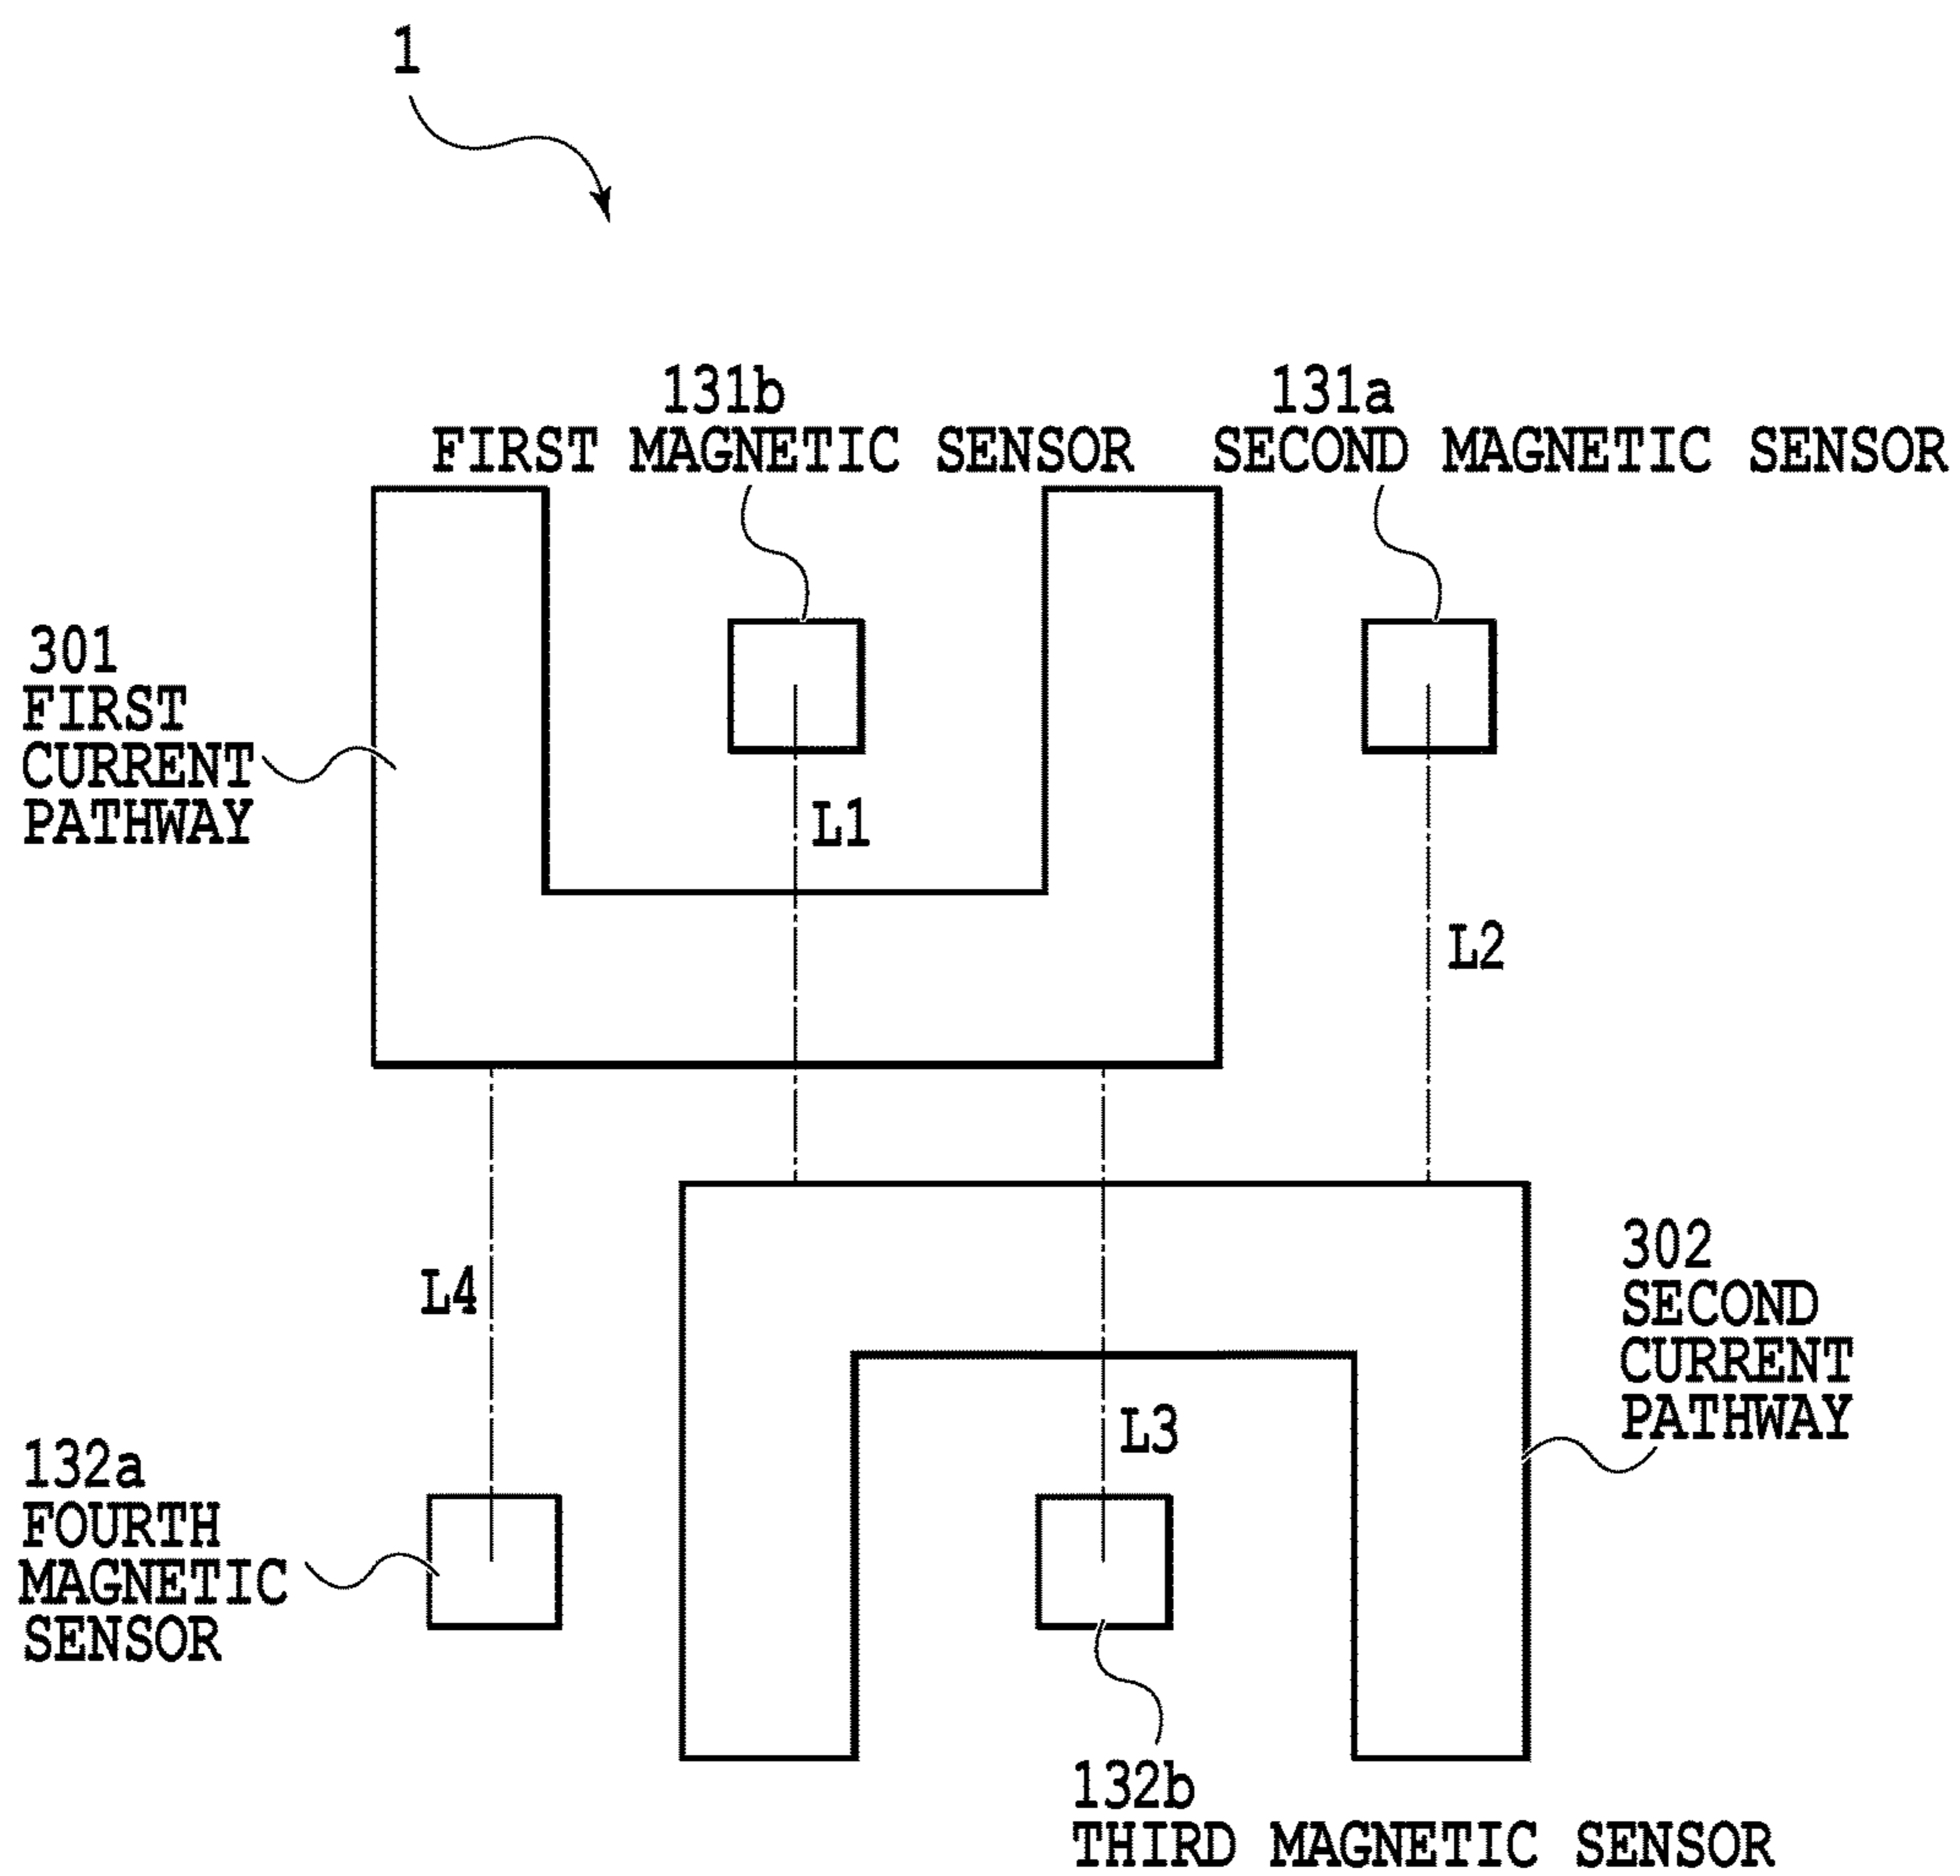 1
131b
FIRST MAGNETIC SENSOR
131a
SECOND MAGNETIC SENSOR
301
FIRST
CURRENT
PATHWAY
L1
L2
L4
302
SECOND
CURRENT
PATHWAY
L3
132a
FOURTH
MAGNETIC
SENSOR
132b
THIRD MAGNETIC SENSOR